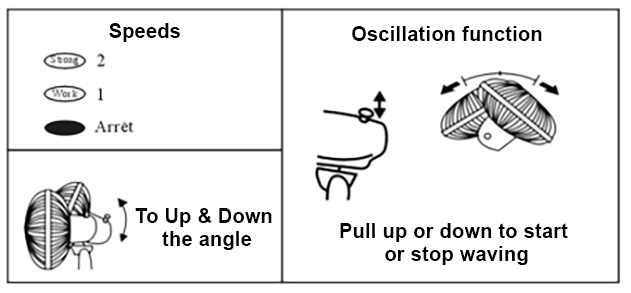 Speeds
Strong 2
Work 1
Arrèt
To Up & Down
the angle
Oscillation function
Pull up or down to start
or stop waving